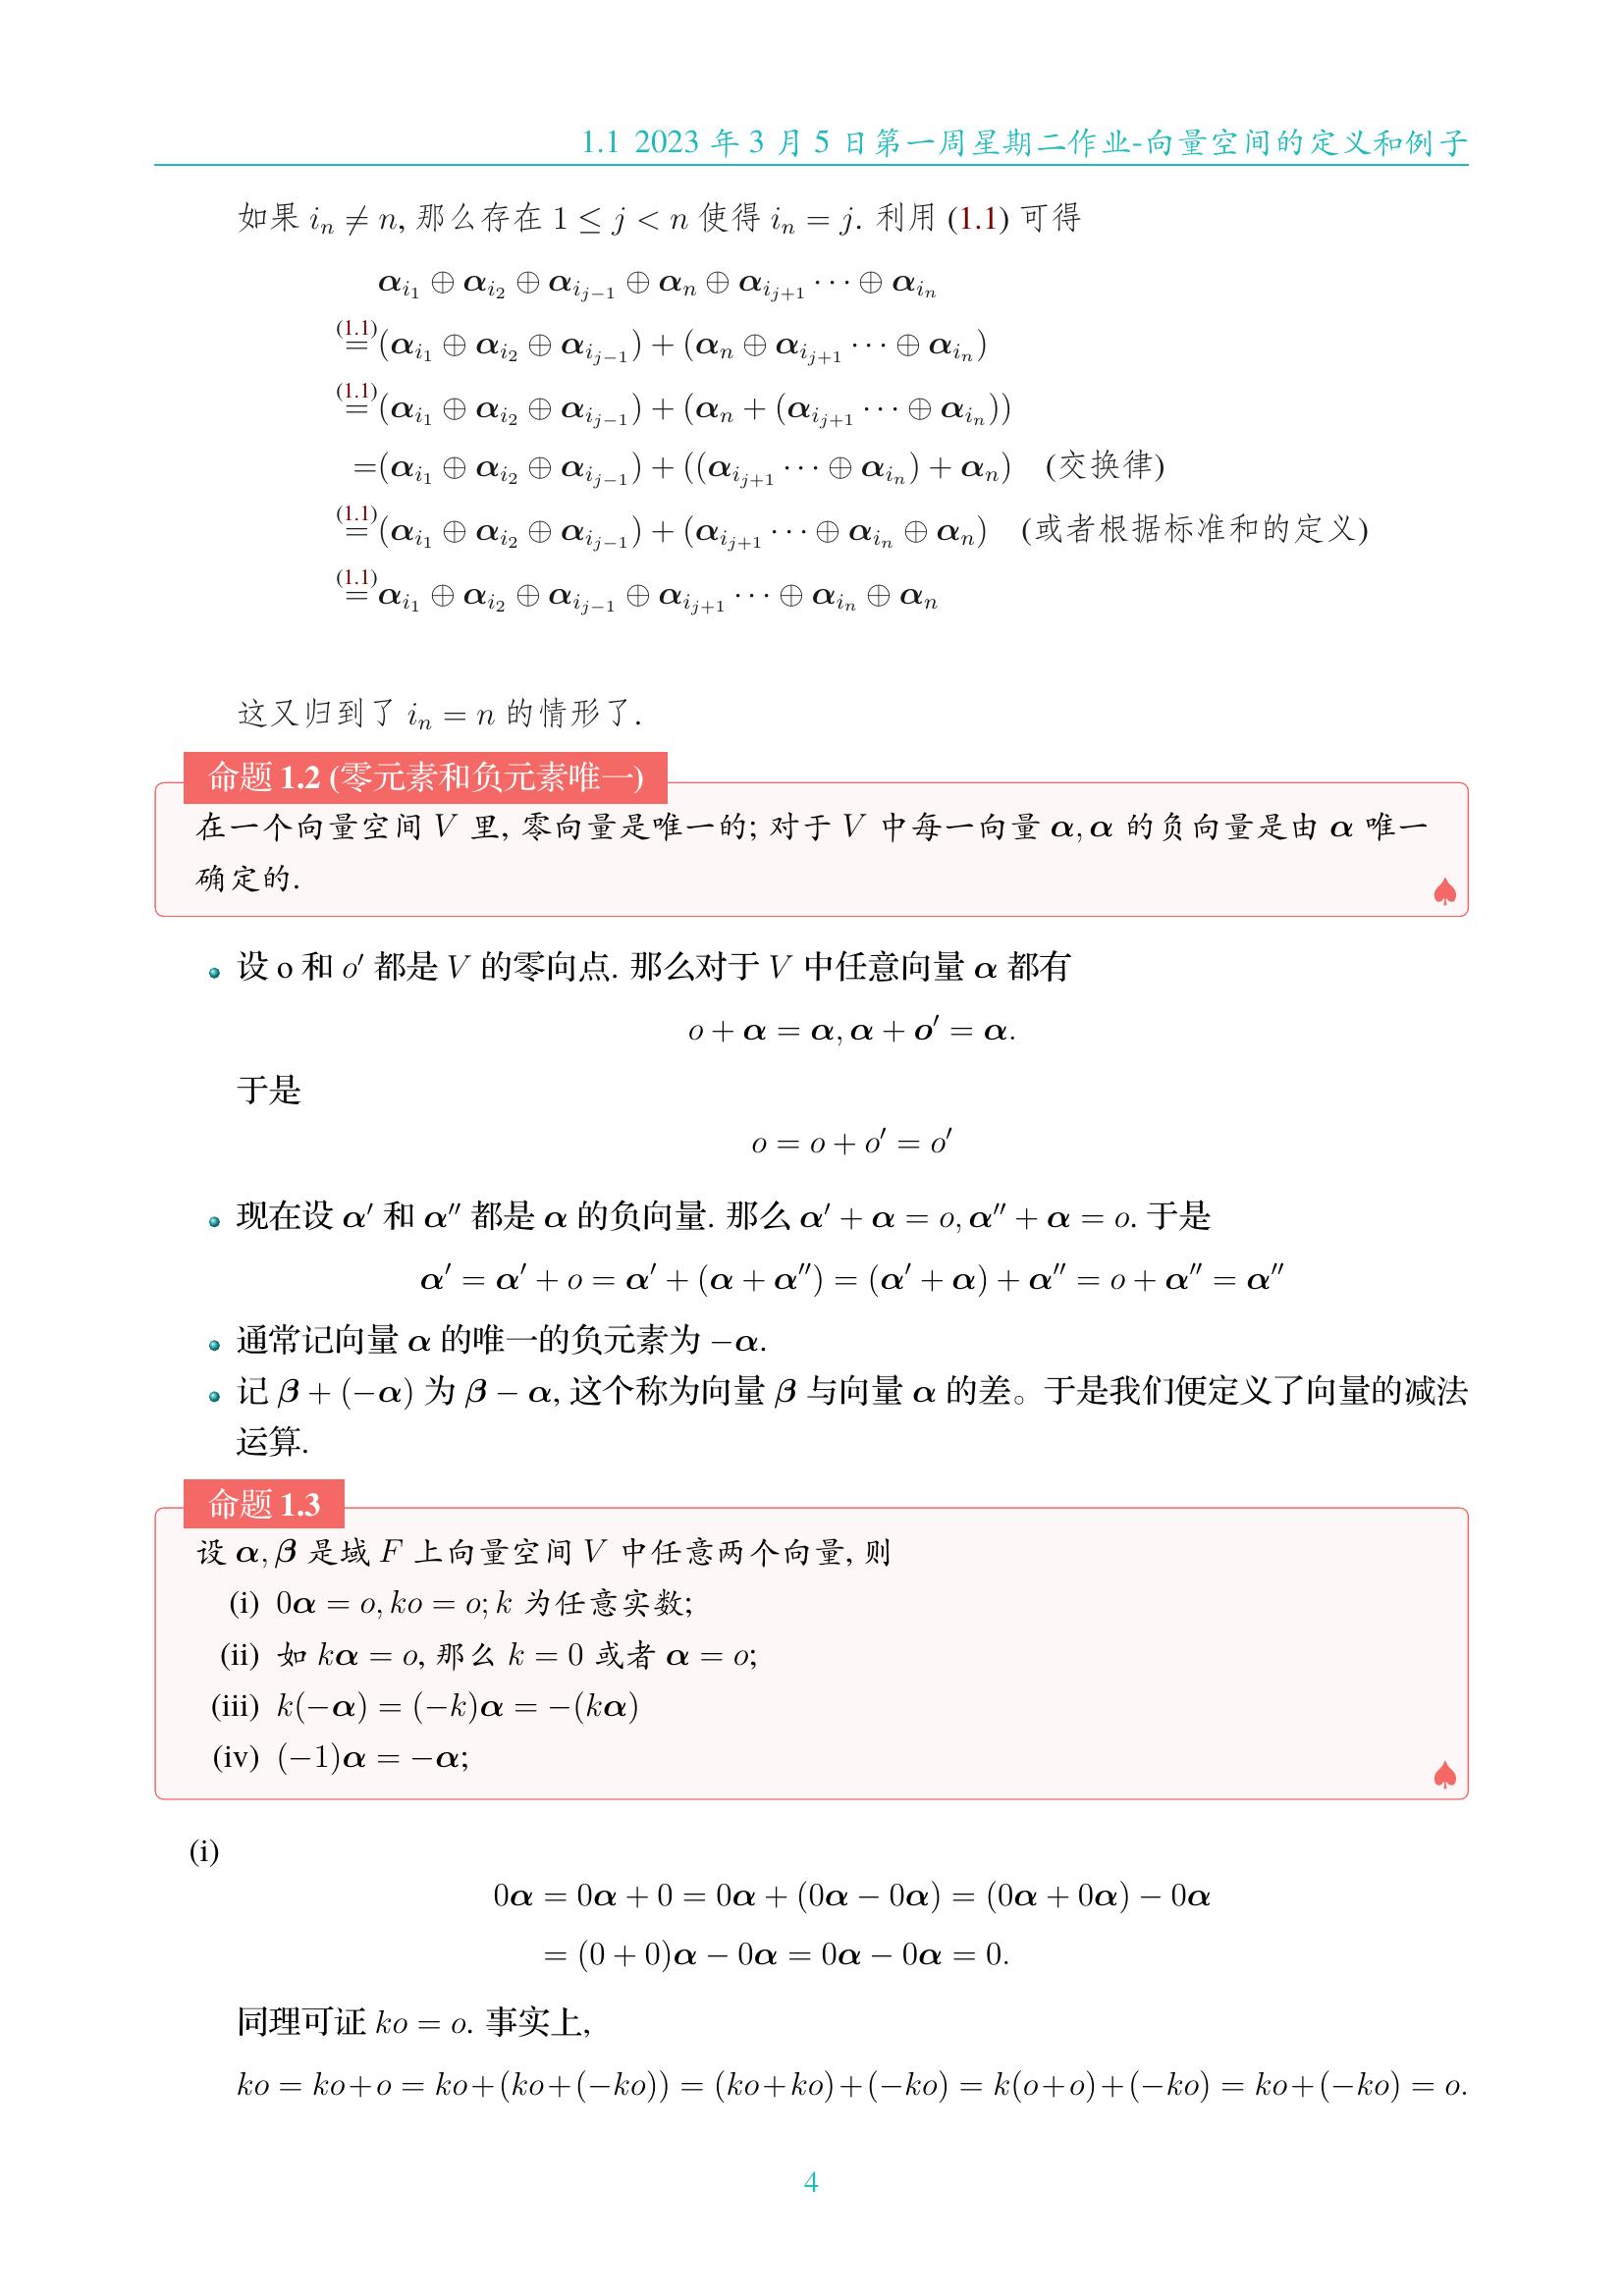 1.1 2023 年 3 月 5 日第一周星期二作业-向量空间的定义和例子
如果 $i_n \neq n$, 那么存在 $1 \leq j < n$ 使得 $i_n = j$. 利用 (1.1) 可得
$\boldsymbol{\alpha}_{i_1} \oplus \boldsymbol{\alpha}_{i_2} \oplus \boldsymbol{\alpha}_{i_{j-1}} \oplus \boldsymbol{\alpha}_n \oplus \boldsymbol{\alpha}_{i_{j+1}} \cdots \oplus \boldsymbol{\alpha}_{i_n}$
$\overset{(1.1)}{=} (\boldsymbol{\alpha}_{i_1} \oplus \boldsymbol{\alpha}_{i_2} \oplus \boldsymbol{\alpha}_{i_{j-1}}) + (\boldsymbol{\alpha}_n \oplus \boldsymbol{\alpha}_{i_{j+1}} \cdots \oplus \boldsymbol{\alpha}_{i_n})$
$\overset{(1.1)}{=} (\boldsymbol{\alpha}_{i_1} \oplus \boldsymbol{\alpha}_{i_2} \oplus \boldsymbol{\alpha}_{i_{j-1}}) + (\boldsymbol{\alpha}_n + (\boldsymbol{\alpha}_{i_{j+1}} \cdots \oplus \boldsymbol{\alpha}_{i_n}))$
$= (\boldsymbol{\alpha}_{i_1} \oplus \boldsymbol{\alpha}_{i_2} \oplus \boldsymbol{\alpha}_{i_{j-1}}) + ((\boldsymbol{\alpha}_{i_{j+1}} \cdots \oplus \boldsymbol{\alpha}_{i_n}) + \boldsymbol{\alpha}_n)$ (交换律)
$\overset{(1.1)}{=} (\boldsymbol{\alpha}_{i_1} \oplus \boldsymbol{\alpha}_{i_2} \oplus \boldsymbol{\alpha}_{i_{j-1}}) + (\boldsymbol{\alpha}_{i_{j+1}} \cdots \oplus \boldsymbol{\alpha}_{i_n} \oplus \boldsymbol{\alpha}_n)$ (或者根据标准和的定义)
$\overset{(1.1)}{=} \boldsymbol{\alpha}_{i_1} \oplus \boldsymbol{\alpha}_{i_2} \oplus \boldsymbol{\alpha}_{i_{j-1}} \oplus \boldsymbol{\alpha}_{i_{j+1}} \cdots \oplus \boldsymbol{\alpha}_{i_n} \oplus \boldsymbol{\alpha}_n$
这又归到了 $i_n = n$ 的情形了.
命题 1.2 (零元素和负元素唯一)
在一个向量空间 $V$ 里, 零向量是唯一的; 对于 $V$ 中每一向量 $\boldsymbol{\alpha}, \boldsymbol{\alpha}$ 的负向量是由 $\boldsymbol{\alpha}$ 唯一
确定的.
♠
• 设 o 和 $o'$ 都是 $V$ 的零向点. 那么对于 $V$ 中任意向量 $\boldsymbol{\alpha}$ 都有
$o + \boldsymbol{\alpha} = \boldsymbol{\alpha}, \boldsymbol{\alpha} + \boldsymbol{o}' = \boldsymbol{\alpha}.$
于是
$o = o + o' = o'$
• 现在设 $\boldsymbol{\alpha}'$ 和 $\boldsymbol{\alpha}''$ 都是 $\boldsymbol{\alpha}$ 的负向量. 那么 $\boldsymbol{\alpha}' + \boldsymbol{\alpha} = o, \boldsymbol{\alpha}'' + \boldsymbol{\alpha} = o$. 于是
$\boldsymbol{\alpha}' = \boldsymbol{\alpha}' + o = \boldsymbol{\alpha}' + (\boldsymbol{\alpha} + \boldsymbol{\alpha}'') = (\boldsymbol{\alpha}' + \boldsymbol{\alpha}) + \boldsymbol{\alpha}'' = o + \boldsymbol{\alpha}'' = \boldsymbol{\alpha}''$
• 通常记向量 $\boldsymbol{\alpha}$ 的唯一的负元素为 $-\boldsymbol{\alpha}$.
• 记 $\boldsymbol{\beta} + (-\boldsymbol{\alpha})$ 为 $\boldsymbol{\beta} - \boldsymbol{\alpha}$, 这个称为向量 $\boldsymbol{\beta}$ 与向量 $\boldsymbol{\alpha}$ 的差。于是我们便定义了向量的减法
运算.
命题 1.3
设 $\boldsymbol{\alpha}, \boldsymbol{\beta}$ 是域 $F$ 上向量空间 $V$ 中任意两个向量, 则
(i) $0\boldsymbol{\alpha} = o, ko = o; k$ 为任意实数;
(ii) 如 $k\boldsymbol{\alpha} = o$, 那么 $k = 0$ 或者 $\boldsymbol{\alpha} = o$;
(iii) $k(-\boldsymbol{\alpha}) = (-k)\boldsymbol{\alpha} = -(k\boldsymbol{\alpha})$
(iv) $(-1)\boldsymbol{\alpha} = -\boldsymbol{\alpha}$;
♠
(i)
$0\boldsymbol{\alpha} = 0\boldsymbol{\alpha} + 0 = 0\boldsymbol{\alpha} + (0\boldsymbol{\alpha} - 0\boldsymbol{\alpha}) = (0\boldsymbol{\alpha} + 0\boldsymbol{\alpha}) - 0\boldsymbol{\alpha}$
$= (0 + 0)\boldsymbol{\alpha} - 0\boldsymbol{\alpha} = 0\boldsymbol{\alpha} - 0\boldsymbol{\alpha} = 0.$
同理可证 $ko = o$. 事实上,
$ko = ko+o = ko+(ko+(-ko)) = (ko+ko)+(-ko) = k(o+o)+(-ko) = ko+(-ko) = o.$
4